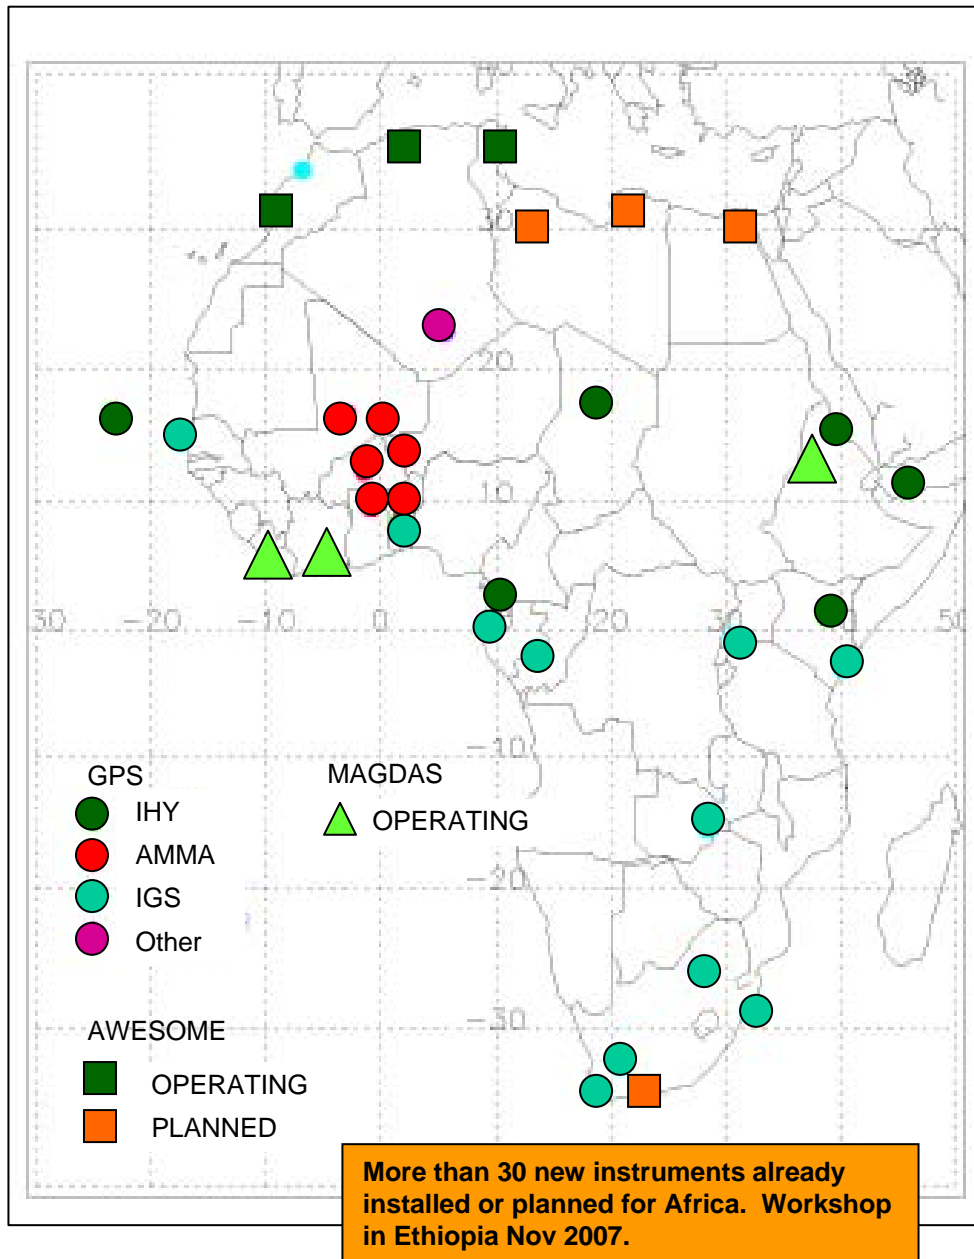 30
20
10
-30
-20
-10
0
20
30
50
-10
-20
-30
GPS
IHY
AMMA
IGS
Other
MAGDAS
OPERATING
AWESOME
OPERATING
PLANNED
More than 30 new instruments already
installed or planned for Africa. Workshop
in Ethiopia Nov 2007.